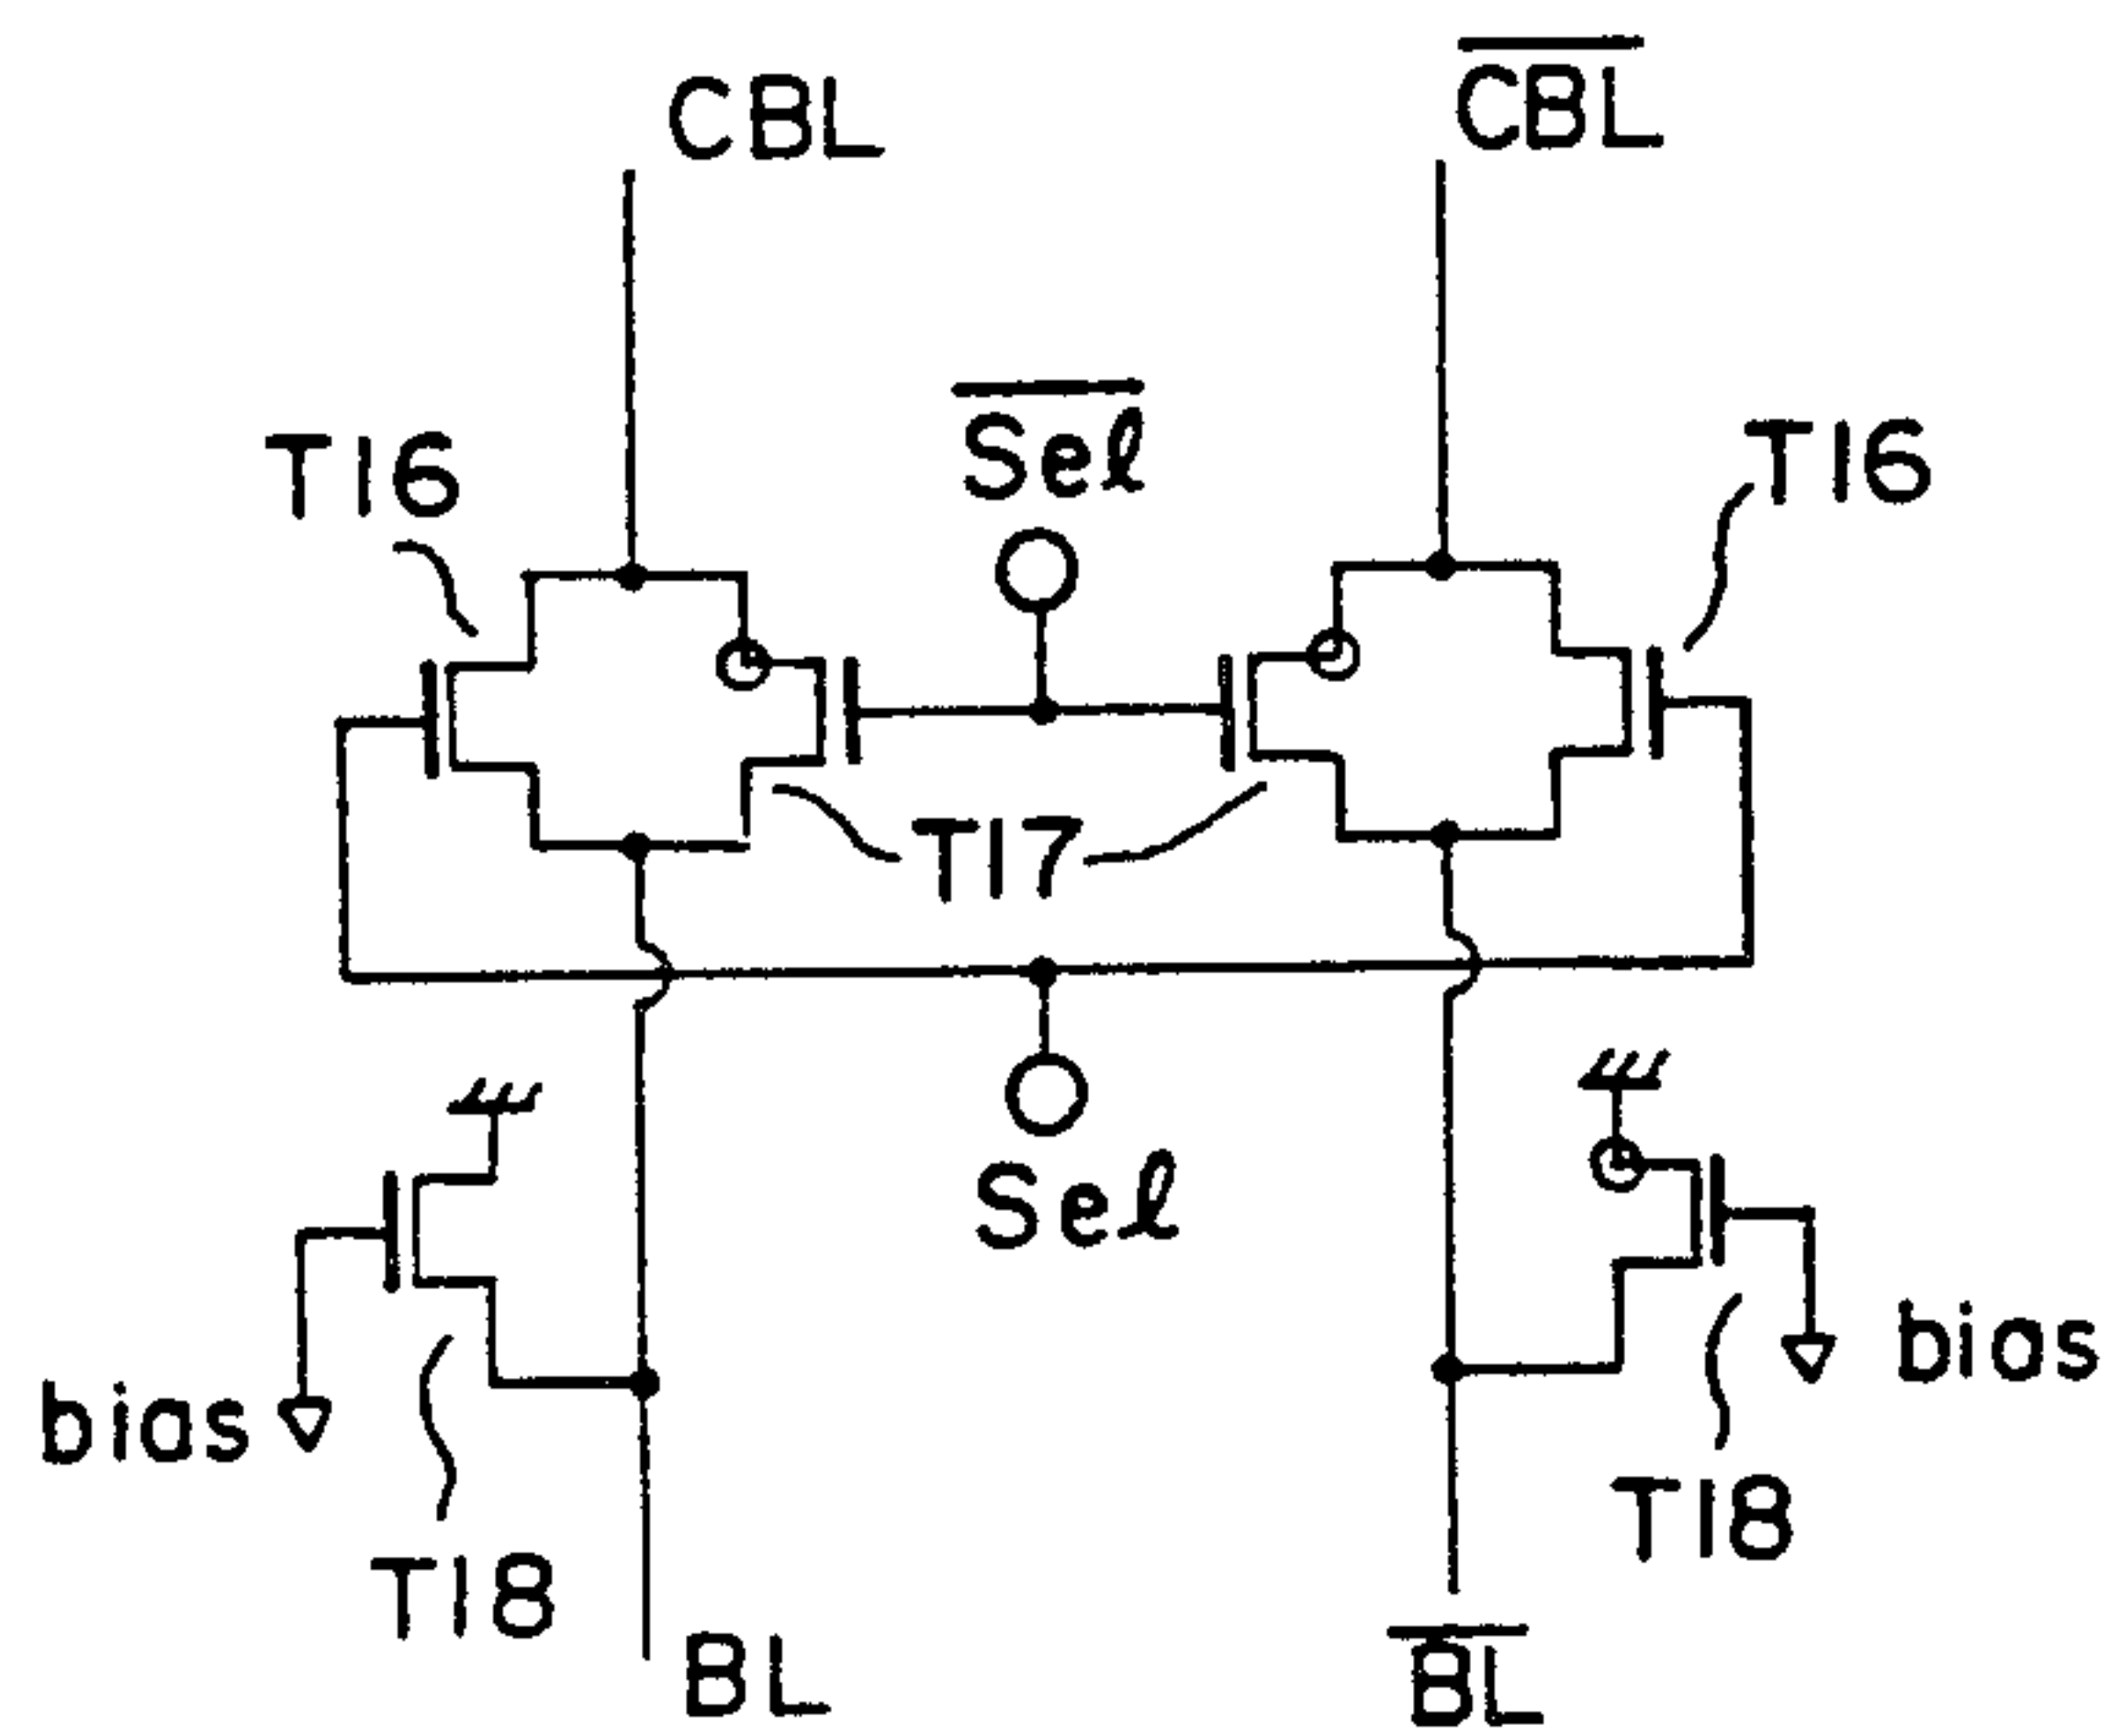 CBL
C̅B̅L̅
S̅e̅l̅
T16
T16
T17
Sel
bias
bias
T18
T18
BL
B̅L̅